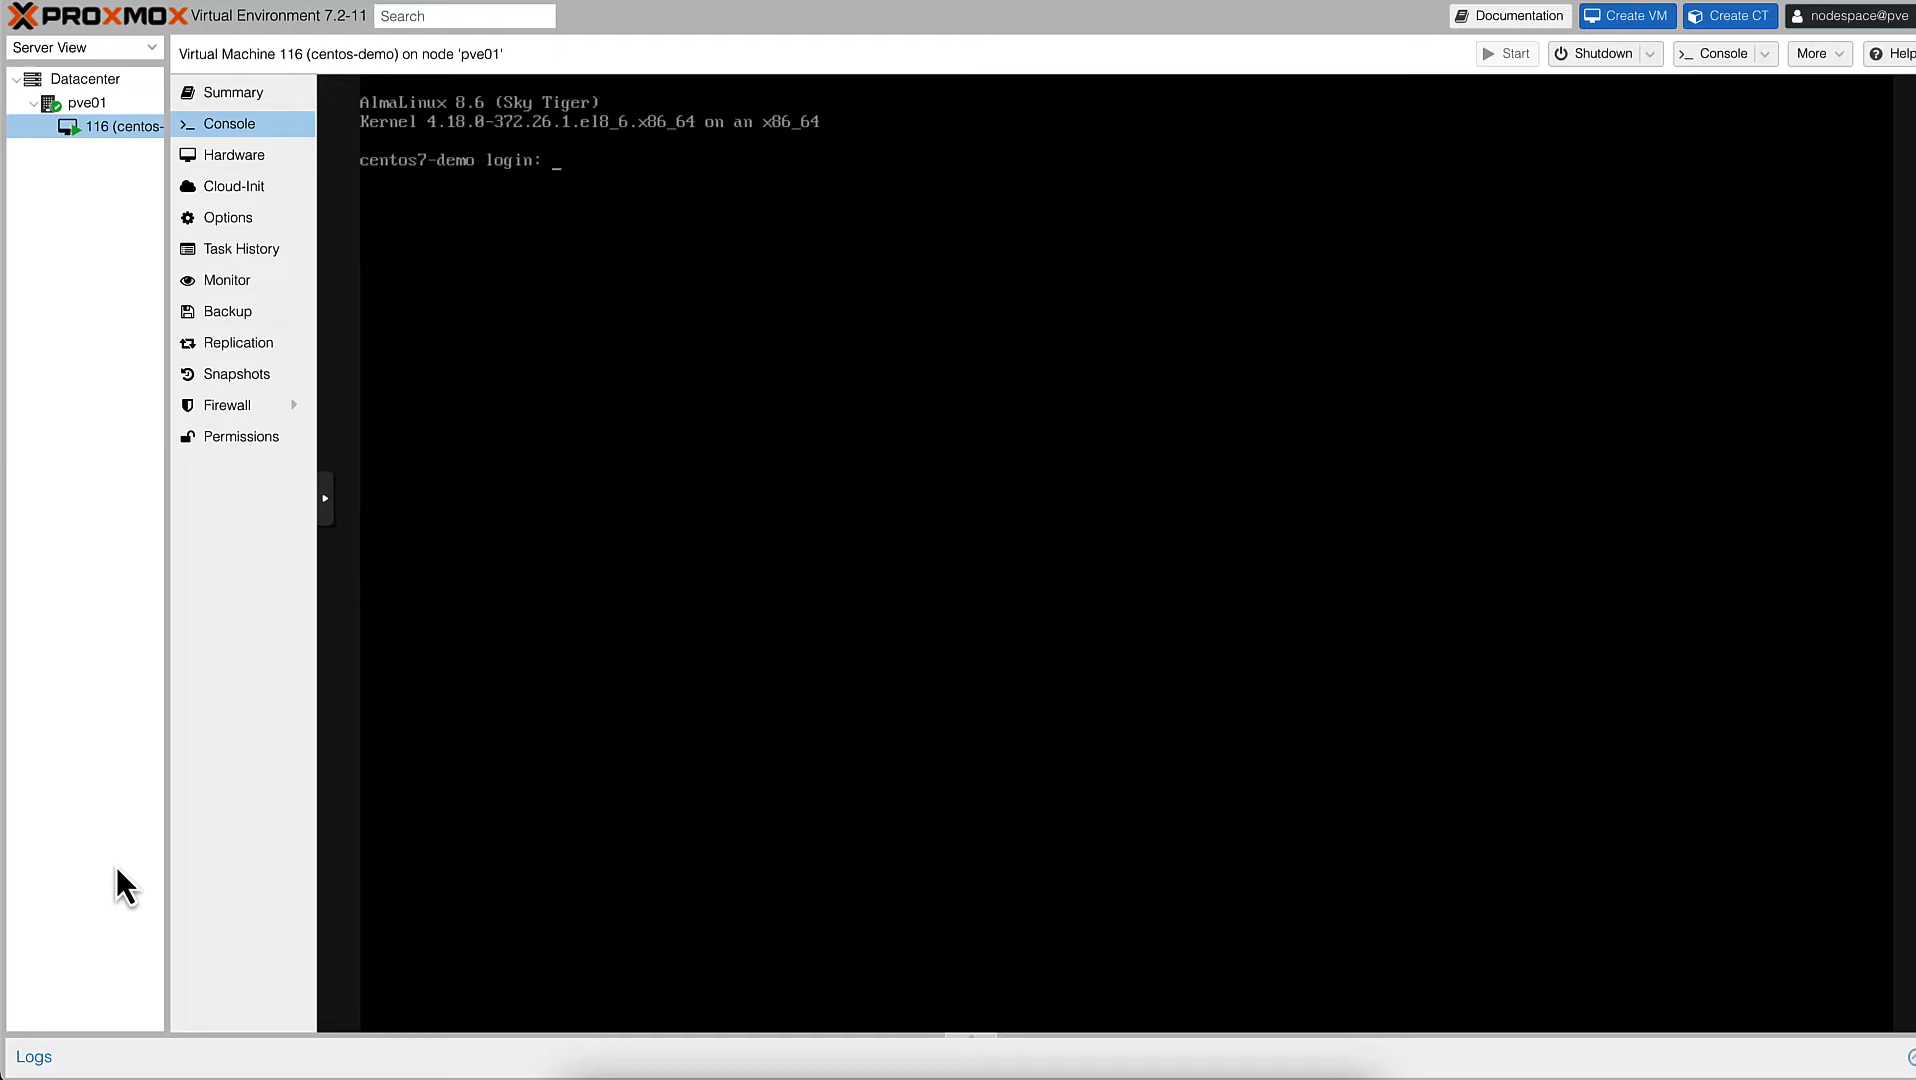 PROXMOX Virtual Environment 7.2-11 Search Documentation Create VM Create CT nodespace@pve
Server View
Virtual Machine 116 (centos-demo) on node 'pve01' Start Shutdown Console More Help
Datacenter
pve01
116 (centos-
Summary
Console
Hardware
Cloud-Init
Options
Task History
Monitor
Backup
Replication
Snapshots
Firewall
Permissions
AlmaLinux 8.6 (Sky Tiger)
Kernel 4.18.0-372.26.1.el8_6.x86_64 on an x86_64
centos7-demo login: _
Logs